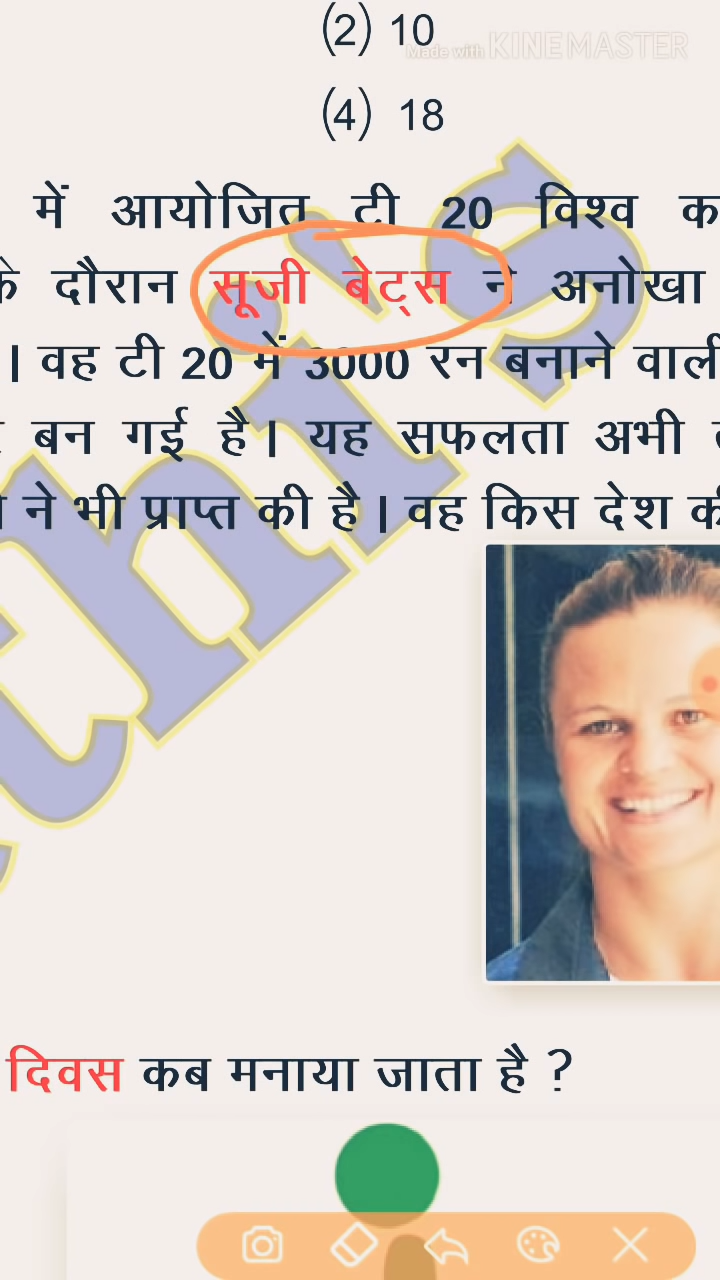 (2) 10
Made with KINEMASTER
(4) 18
में आयोजित टी 20 विश्व
दौरान सूजी बेट्स ने अनोखा
| वह टी 20 में 3000 रन बनाने
बन गई है | यह सफलता अभी
ने भी प्राप्त की है | वह किस देश
दिवस कब मनाया जाता है ?